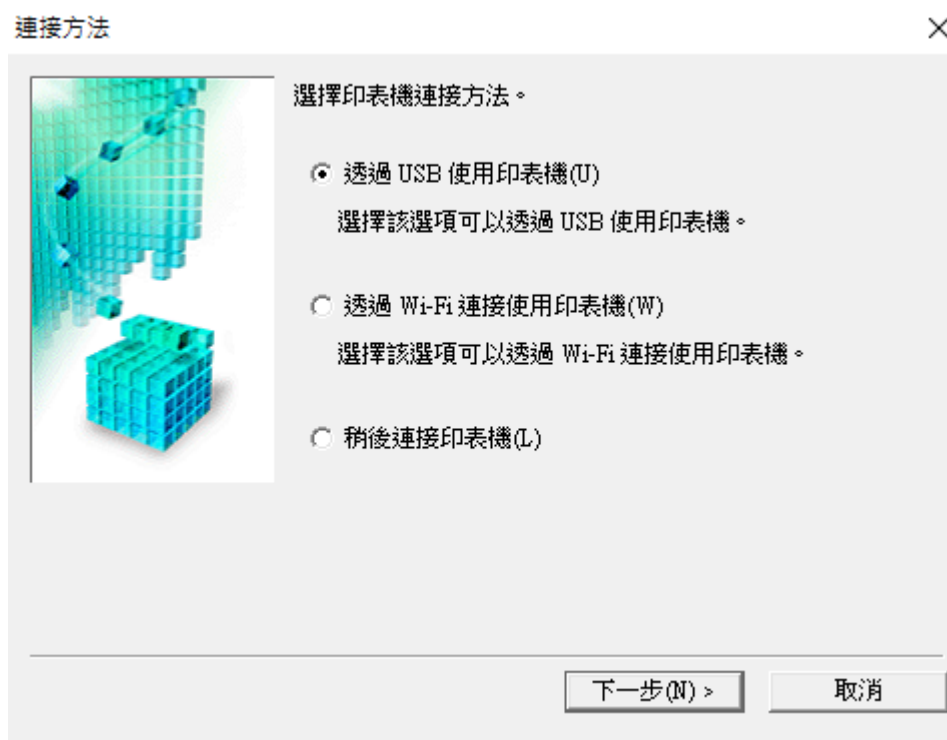 連接方法
選擇印表機連接方法。
透過 USB 使用印表機(U)
選擇該選項可以透過 USB 使用印表機。
透過 Wi-Fi 連接使用印表機(W)
選擇該選項可以透過 Wi-Fi 連接使用印表機。
稍後連接印表機(L)
下一步(N) >
取消